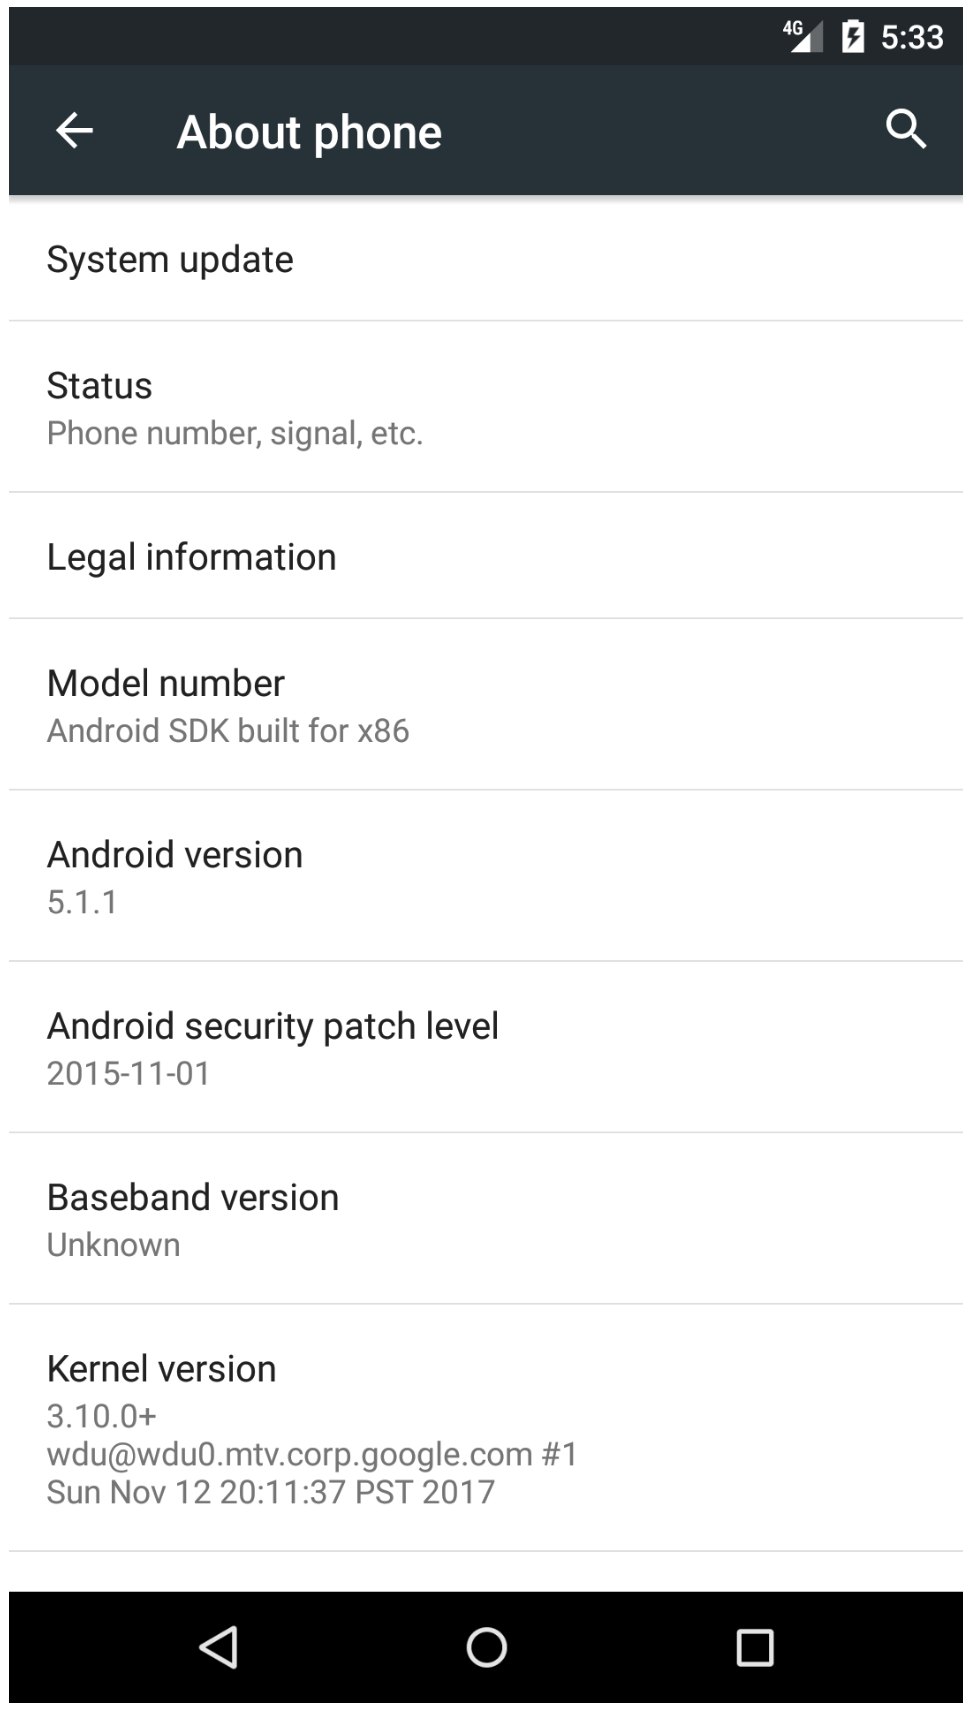 4G 5:33
About phone
System update
Status
Phone number, signal, etc.
Legal information
Model number
Android SDK built for x86
Android version
5.1.1
Android security patch level
2015-11-01
Baseband version
Unknown
Kernel version
3.10.0+
wdu@wdu0.mtv.corp.google.com #1
Sun Nov 12 20:11:37 PST 2017